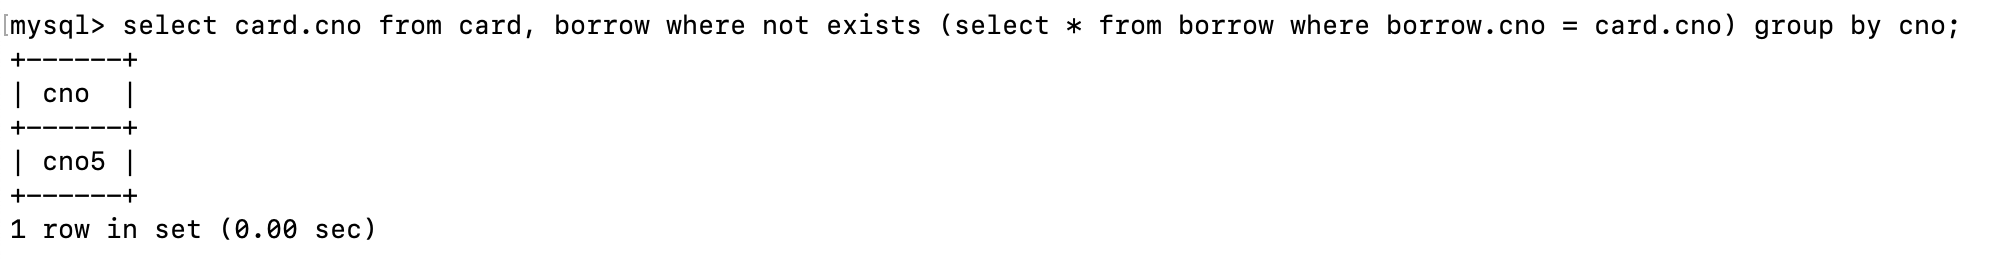 [mysql> select card.cno from card, borrow where not exists (select * from borrow where borrow.cno = card.cno) group by cno;
+------+
| cno  |
+------+
| cno5 |
+------+
1 row in set (0.00 sec)